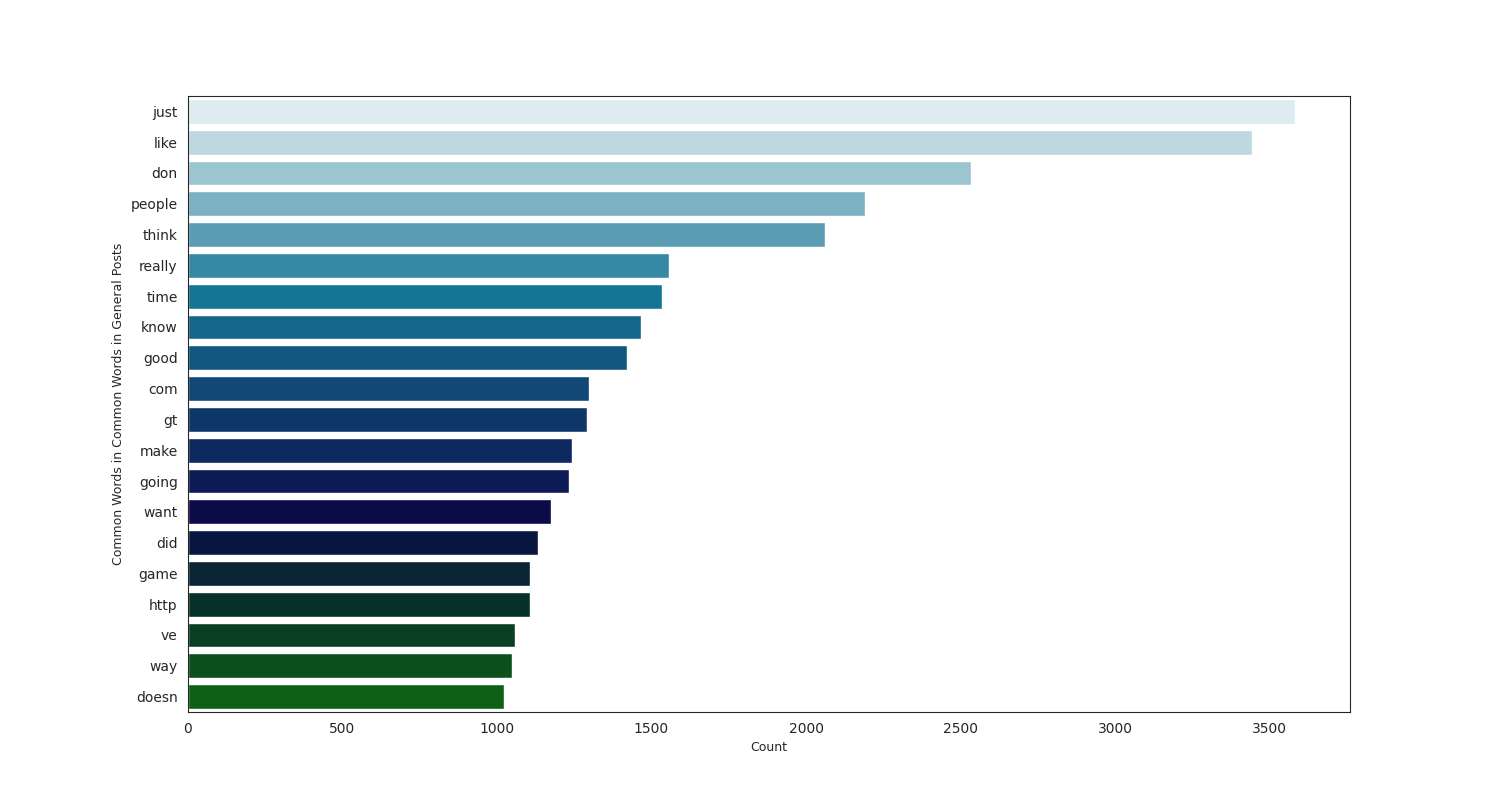 Common Words in Common Words in General Posts
just
like
don
people
think
really
time
know
good
com
gt
make
going
want
did
game
http
ve
way
doesn
0 500 1000 1500 2000 2500 3000 3500
Count